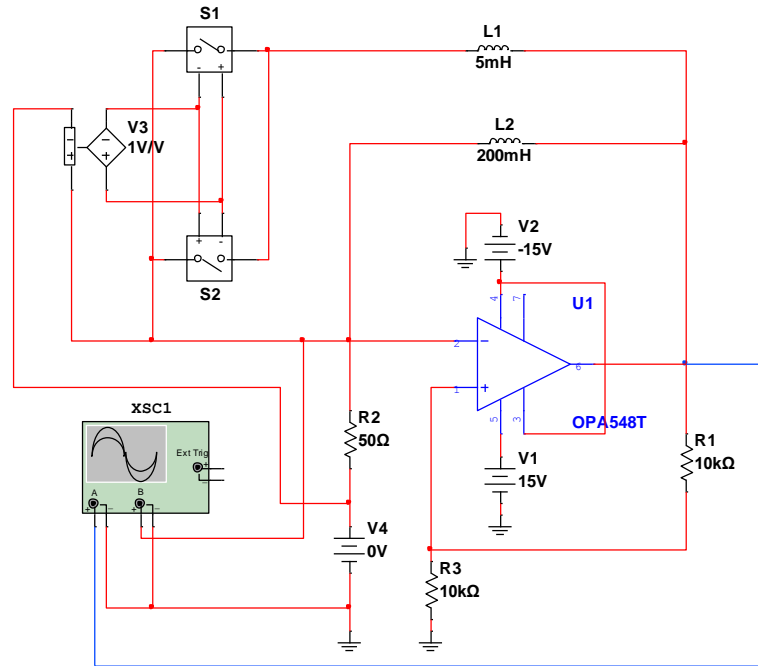 S1
L1
5mH
V3
1V/V
L2
200mH
S2
V2
-15V
U1
4
7
2
6
1
5
3
OPA548T
XSC1
Ext Trig
A
B
R2
50Ω
V1
15V
R1
10kΩ
V4
0V
R3
10kΩ